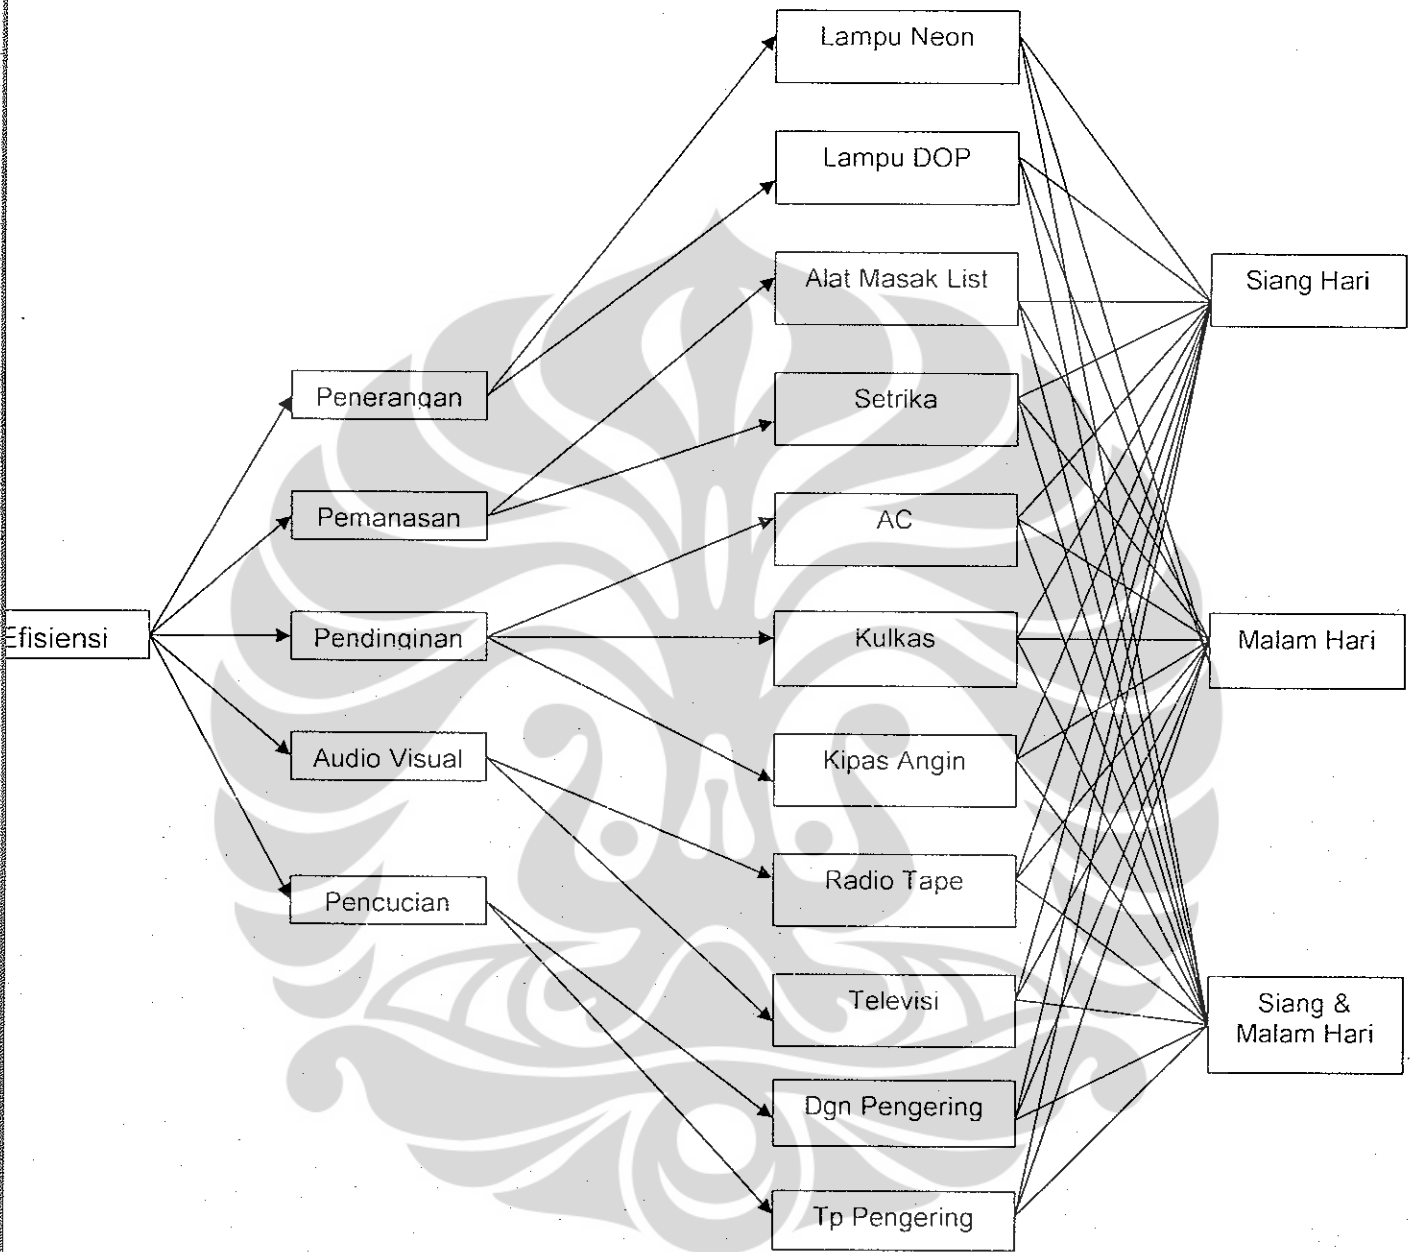 Efisiensi
Penerangan
Pemanasan
Pendinginan
Audio Visual
Pencucian
Lampu Neon
Lampu DOP
Alat Masak List
Setrika
AC
Kulkas
Kipas Angin
Radio Tape
Televisi
Dgn Pengering
Tp Pengering
Siang Hari
Malam Hari
Siang &
Malam Hari